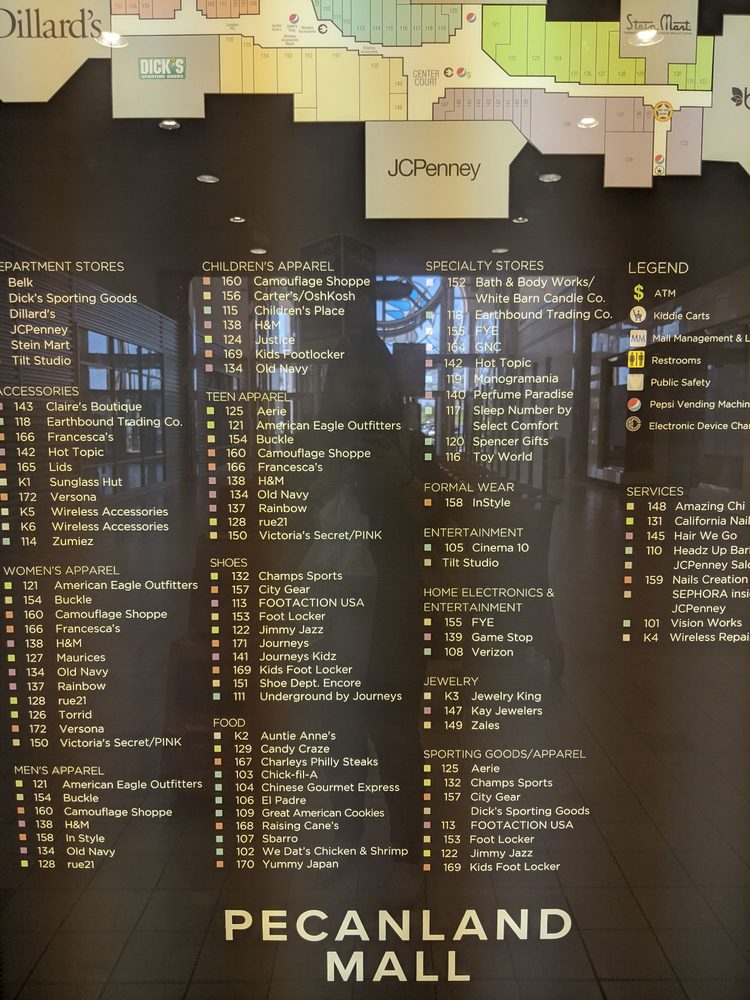 Dillard's
DICK'S
SPORTING GOODS
CENTER
COURT
Stein Mart
JCPenney
DEPARTMENT STORES
Belk
Dick's Sporting Goods
Dillard's
JCPenney
Stein Mart
Tilt Studio
ACCESSORIES
143 Claire's Boutique
118 Earthbound Trading Co.
166 Francesca's
142 Hot Topic
165 Lids
K1 Sunglass Hut
172 Versona
K5 Wireless Accessories
K6 Wireless Accessories
114 Zumiez
WOMEN'S APPAREL
121 American Eagle Outfitters
154 Buckle
160 Camouflage Shoppe
166 Francesca's
138 H&M
127 Maurices
134 Old Navy
137 Rainbow
128 rue21
126 Torrid
172 Versona
150 Victoria's Secret/PINK
MEN'S APPAREL
121 American Eagle Outfitters
154 Buckle
160 Camouflage Shoppe
138 H&M
158 In Style
134 Old Navy
128 rue21
CHILDREN'S APPAREL
160 Camouflage Shoppe
156 Carter's/OshKosh
115 Children's Place
138 H&M
124 Justice
169 Kids Footlocker
134 Old Navy
TEEN APPAREL
125 Aerie
121 American Eagle Outfitters
154 Buckle
160 Camouflage Shoppe
166 Francesca's
138 H&M
134 Old Navy
137 Rainbow
128 rue21
150 Victoria's Secret/PINK
SHOES
132 Champs Sports
157 City Gear
113 FOOTACTION USA
153 Foot Locker
122 Jimmy Jazz
171 Journeys
141 Journeys Kidz
169 Kids Foot Locker
151 Shoe Dept. Encore
111 Underground by Journeys
FOOD
K2 Auntie Anne's
129 Candy Craze
167 Charleys Philly Steaks
103 Chick-fil-A
104 Chinese Gourmet Express
106 El Padre
109 Great American Cookies
168 Raising Cane's
107 Sbarro
102 We Dat's Chicken & Shrimp
170 Yummy Japan
SPECIALTY STORES
152 Bath & Body Works/
White Barn Candle Co.
118 Earthbound Trading Co.
155 FYE
164 GNC
142 Hot Topic
119 Monogramania
140 Perfume Paradise
117 Sleep Number by
Select Comfort
120 Spencer Gifts
116 Toy World
FORMAL WEAR
158 InStyle
ENTERTAINMENT
105 Cinema 10
Tilt Studio
HOME ELECTRONICS &
ENTERTAINMENT
155 FYE
139 Game Stop
108 Verizon
JEWELRY
K3 Jewelry King
147 Kay Jewelers
149 Zales
SPORTING GOODS/APPAREL
125 Aerie
132 Champs Sports
157 City Gear
Dick's Sporting Goods
113 FOOTACTION USA
153 Foot Locker
122 Jimmy Jazz
169 Kids Foot Locker
LEGEND
$ ATM
Kiddie Carts
MM Mall Management & L
Restrooms
Public Safety
Pepsi Vending Machin
Electronic Device Char
SERVICES
148 Amazing Chi
131 California Nail
145 Hair We Go
110 Headz Up Bar
JCPenney Salo
159 Nails Creation
SEPHORA insi
JCPenney
101 Vision Works
K4 Wireless Repai
PECANLAND
MALL